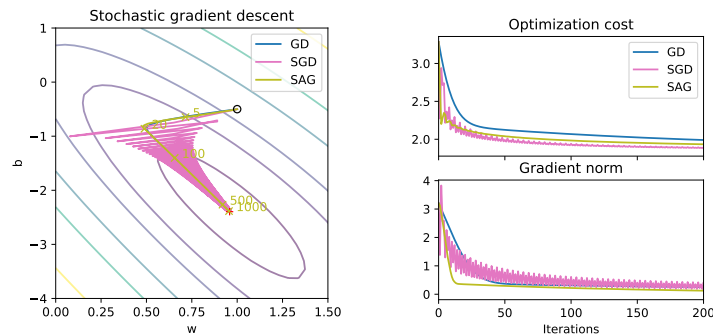 Stochastic gradient descent
GD
SGD
SAG
5
20
100
500
1000
1
0
−1
−2
−3
−4
b
0.00 0.25 0.50 0.75 1.00 1.25 1.50
w
Optimization cost
GD
SGD
SAG
3.0
2.5
2.0
Gradient norm
4
3
2
1
0
0 50 100 150 200
Iterations